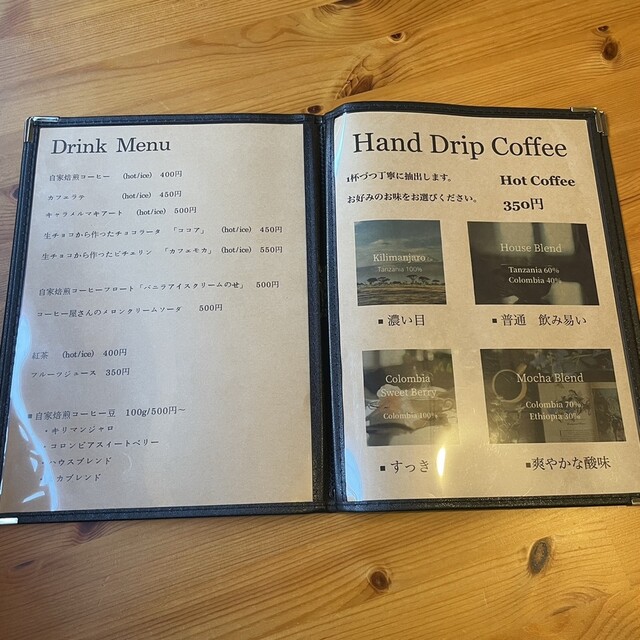 Drink Menu
自家焙煎コーヒー (hot/ice) 400円
カフェラテ (hot/ice) 450円
キャラメルマキアート (hot/ice) 500円
生チョコから作ったチョコラータ 「ココア」 (hot/ice) 450円
生チョコから作ったビチェリン 「カフェモカ」 (hot/ice) 550円
自家焙煎コーヒーフロート「バニラアイスクリームのせ」 500円
コーヒー屋さんのメロンクリームソーダ 500円
紅茶 (hot/ice) 400円
フルーツジュース 350円
■自家焙煎コーヒー豆 100g/500円～
・キリマンジャロ
・コロンビアスイートベリー
・ハウスブレンド
カブレンド
Hand Drip Coffee
1杯づつ丁寧に抽出します。
お好みのお味をお選びください。
Hot Coffee
350円
Kilimanjaro
Tanzania 100%
■濃い目
House Blend
Tanzania 60%
Colombia 40%
■普通 飲み易い
Colombia
Sweet Berry
Colombia 100%
■すっき
Mocha Blend
Colombia 70%
Ethiopia 30%
■爽やかな酸味